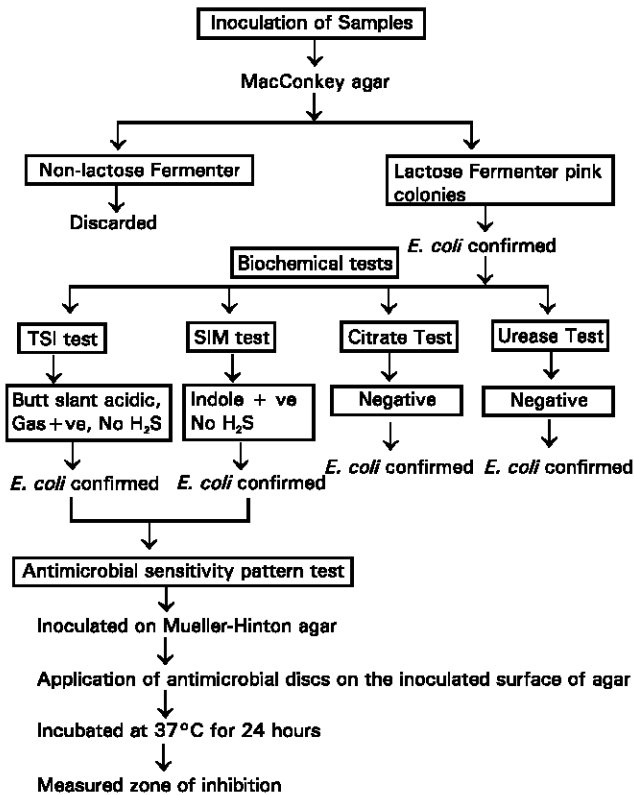 Inoculation of Samples
MacConkey agar
Non-lactose Fermenter
Lactose Fermenter pink
colonies
Discarded
E. coli confirmed
Biochemical tests
TSI test
SIM test
Citrate Test
Urease Test
Butt slant acidic,
Gas+ve, No H₂S
Indole + ve
No H₂S
Negative
Negative
E. coli confirmed
E. coli confirmed
E. coli confirmed
E. coli confirmed
Antimicrobial sensitivity pattern test
Inoculated on Mueller-Hinton agar
Application of antimicrobial discs on the inoculated surface of agar
Incubated at 37°C for 24 hours
Measured zone of inhibition